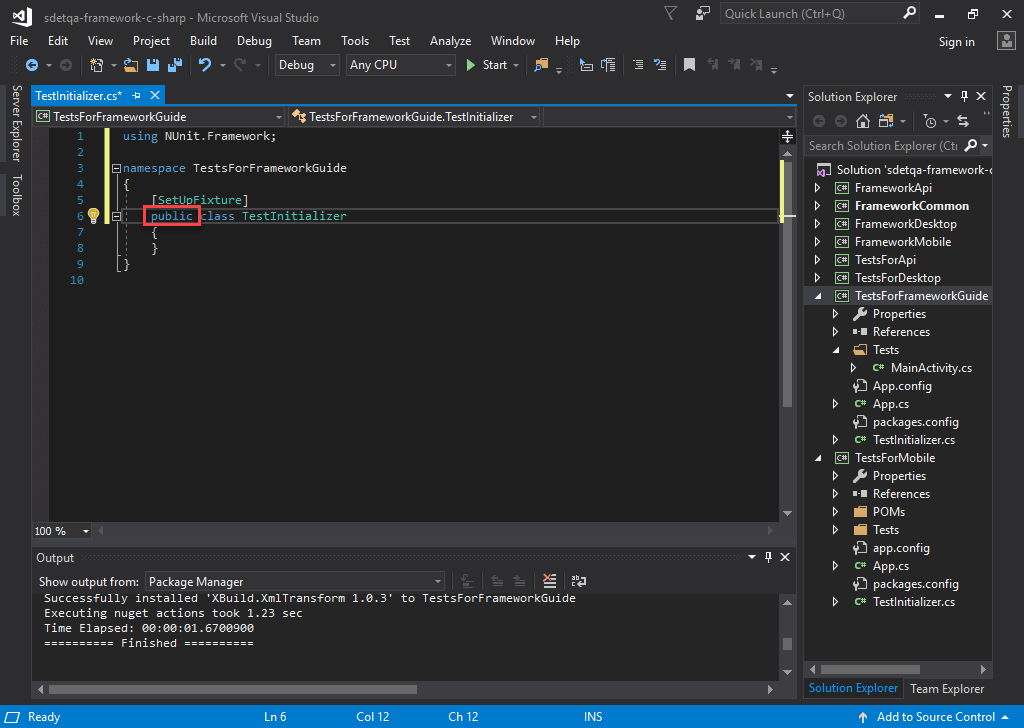 sdetqa-framework-c-sharp - Microsoft Visual Studio
Quick Launch (Ctrl+Q)
File Edit View Project Build Debug Team Tools Test Analyze Window Help
Sign in
Debug Any CPU Start
Server Explorer
Toolbox
TestInitializer.cs*
TestsForFrameworkGuide
TestsForFrameworkGuide.TestInitializer
1 using NUnit.Framework;
2
3 namespace TestsForFrameworkGuide
4 {
5 [SetUpFixture]
6 public class TestInitializer
7 {
8 }
9 }
10
100 %
Output
Show output from: Package Manager
Successfully installed 'XBuild.XmlTransform 1.0.3' to TestsForFrameworkGuide
Executing nuget actions took 1.23 sec
Time Elapsed: 00:00:01.6700900
========== Finished ==========
Solution Explorer
Search Solution Explorer (Ctr
Solution 'sdetqa-framework-c
C# FrameworkApi
C# FrameworkCommon
C# FrameworkDesktop
C# FrameworkMobile
C# TestsForApi
C# TestsForDesktop
C# TestsForFrameworkGuide
Properties
References
Tests
C# MainActivity.cs
App.config
C# App.cs
packages.config
C# TestInitializer.cs
C# TestsForMobile
Properties
References
POMs
Tests
app.config
C# App.cs
packages.config
C# TestInitializer.cs
Solution Explorer Team Explorer
Properties
Ready Ln 6 Col 12 Ch 12 INS Add to Source Control